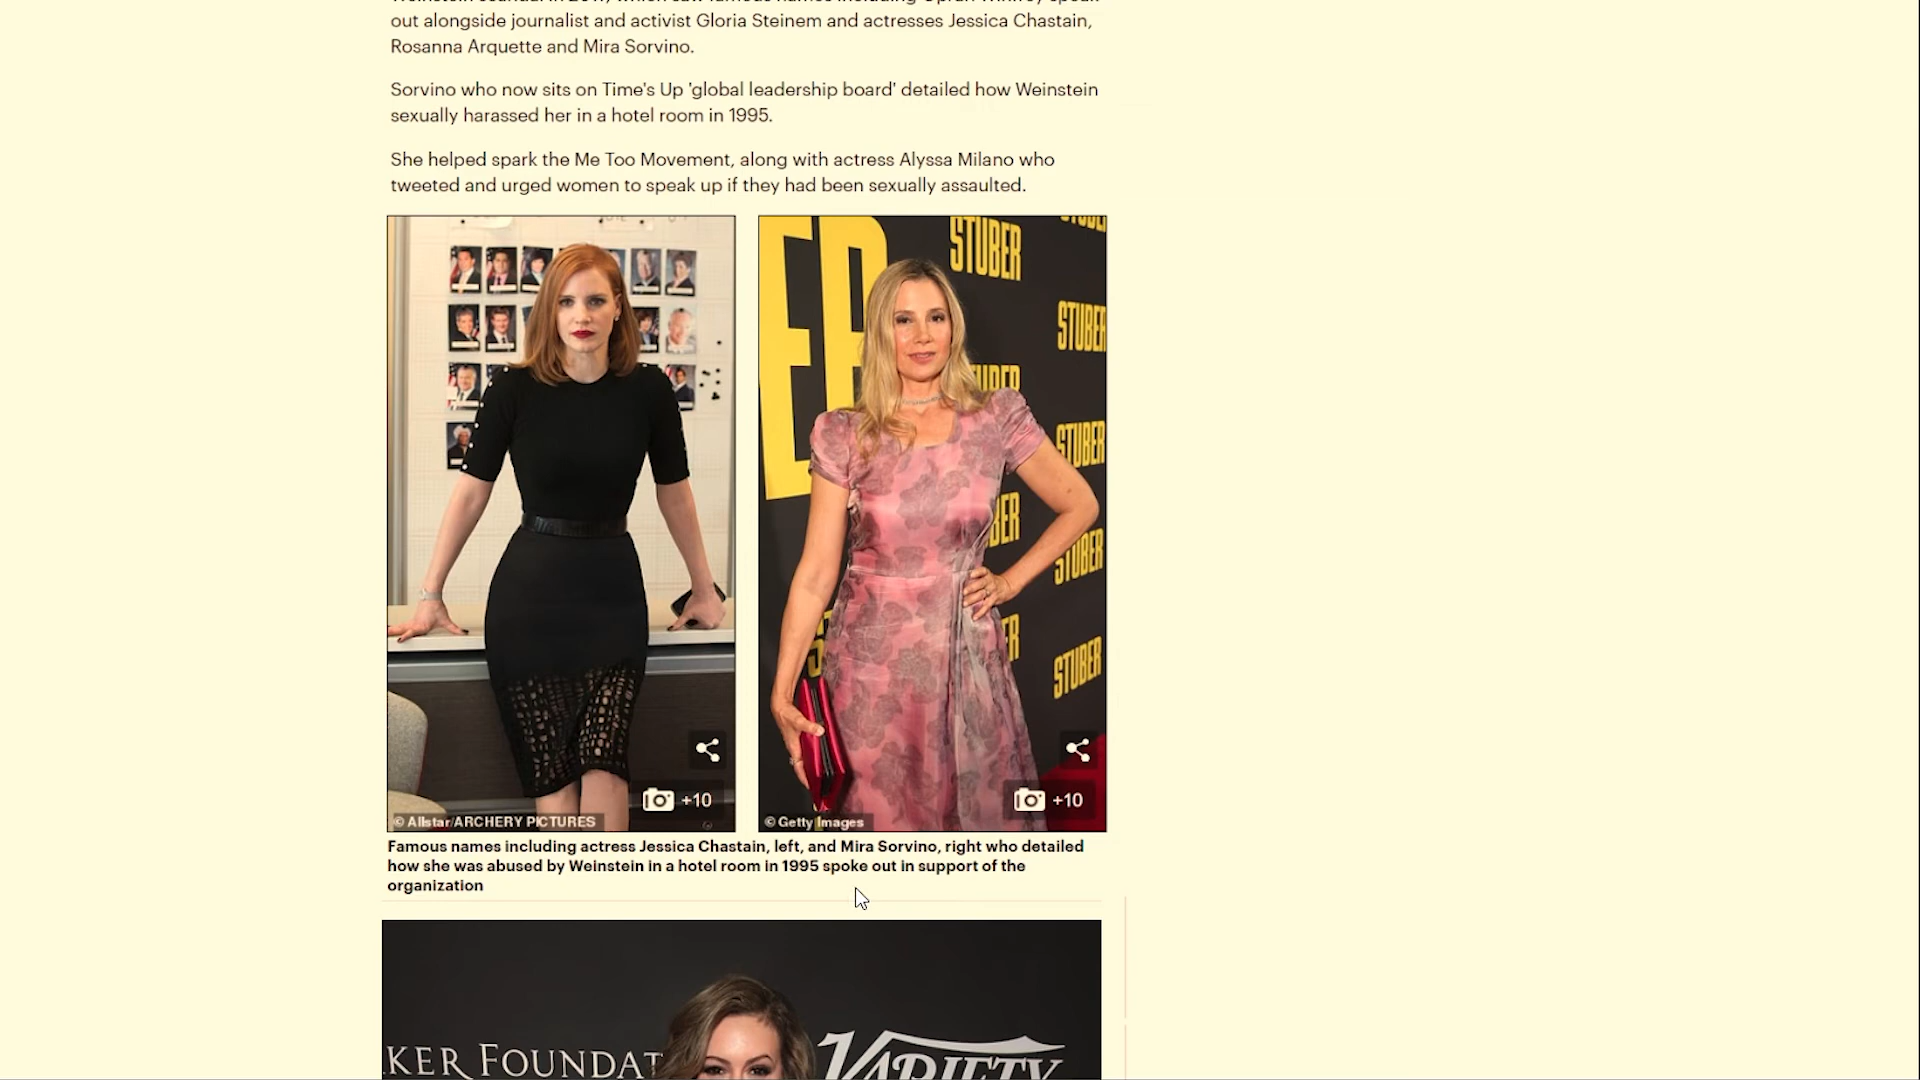 out alongside journalist and activist Gloria Steinem and actresses Jessica Chastain,
Rosanna Arquette and Mira Sorvino.
Sorvino who now sits on Time's Up 'global leadership board' detailed how Weinstein
sexually harassed her in a hotel room in 1995.
She helped spark the Me Too Movement, along with actress Alyssa Milano who
tweeted and urged women to speak up if they had been sexually assaulted.
STUBER
STUBER
STUBER
STUBER
STUBER
STUBER
+10
+10
© Allstar/ARCHERY PICTURES
© Getty Images
Famous names including actress Jessica Chastain, left, and Mira Sorvino, right who detailed
how she was abused by Weinstein in a hotel room in 1995 spoke out in support of the
organization
KER FOUNDAT
VARIETY